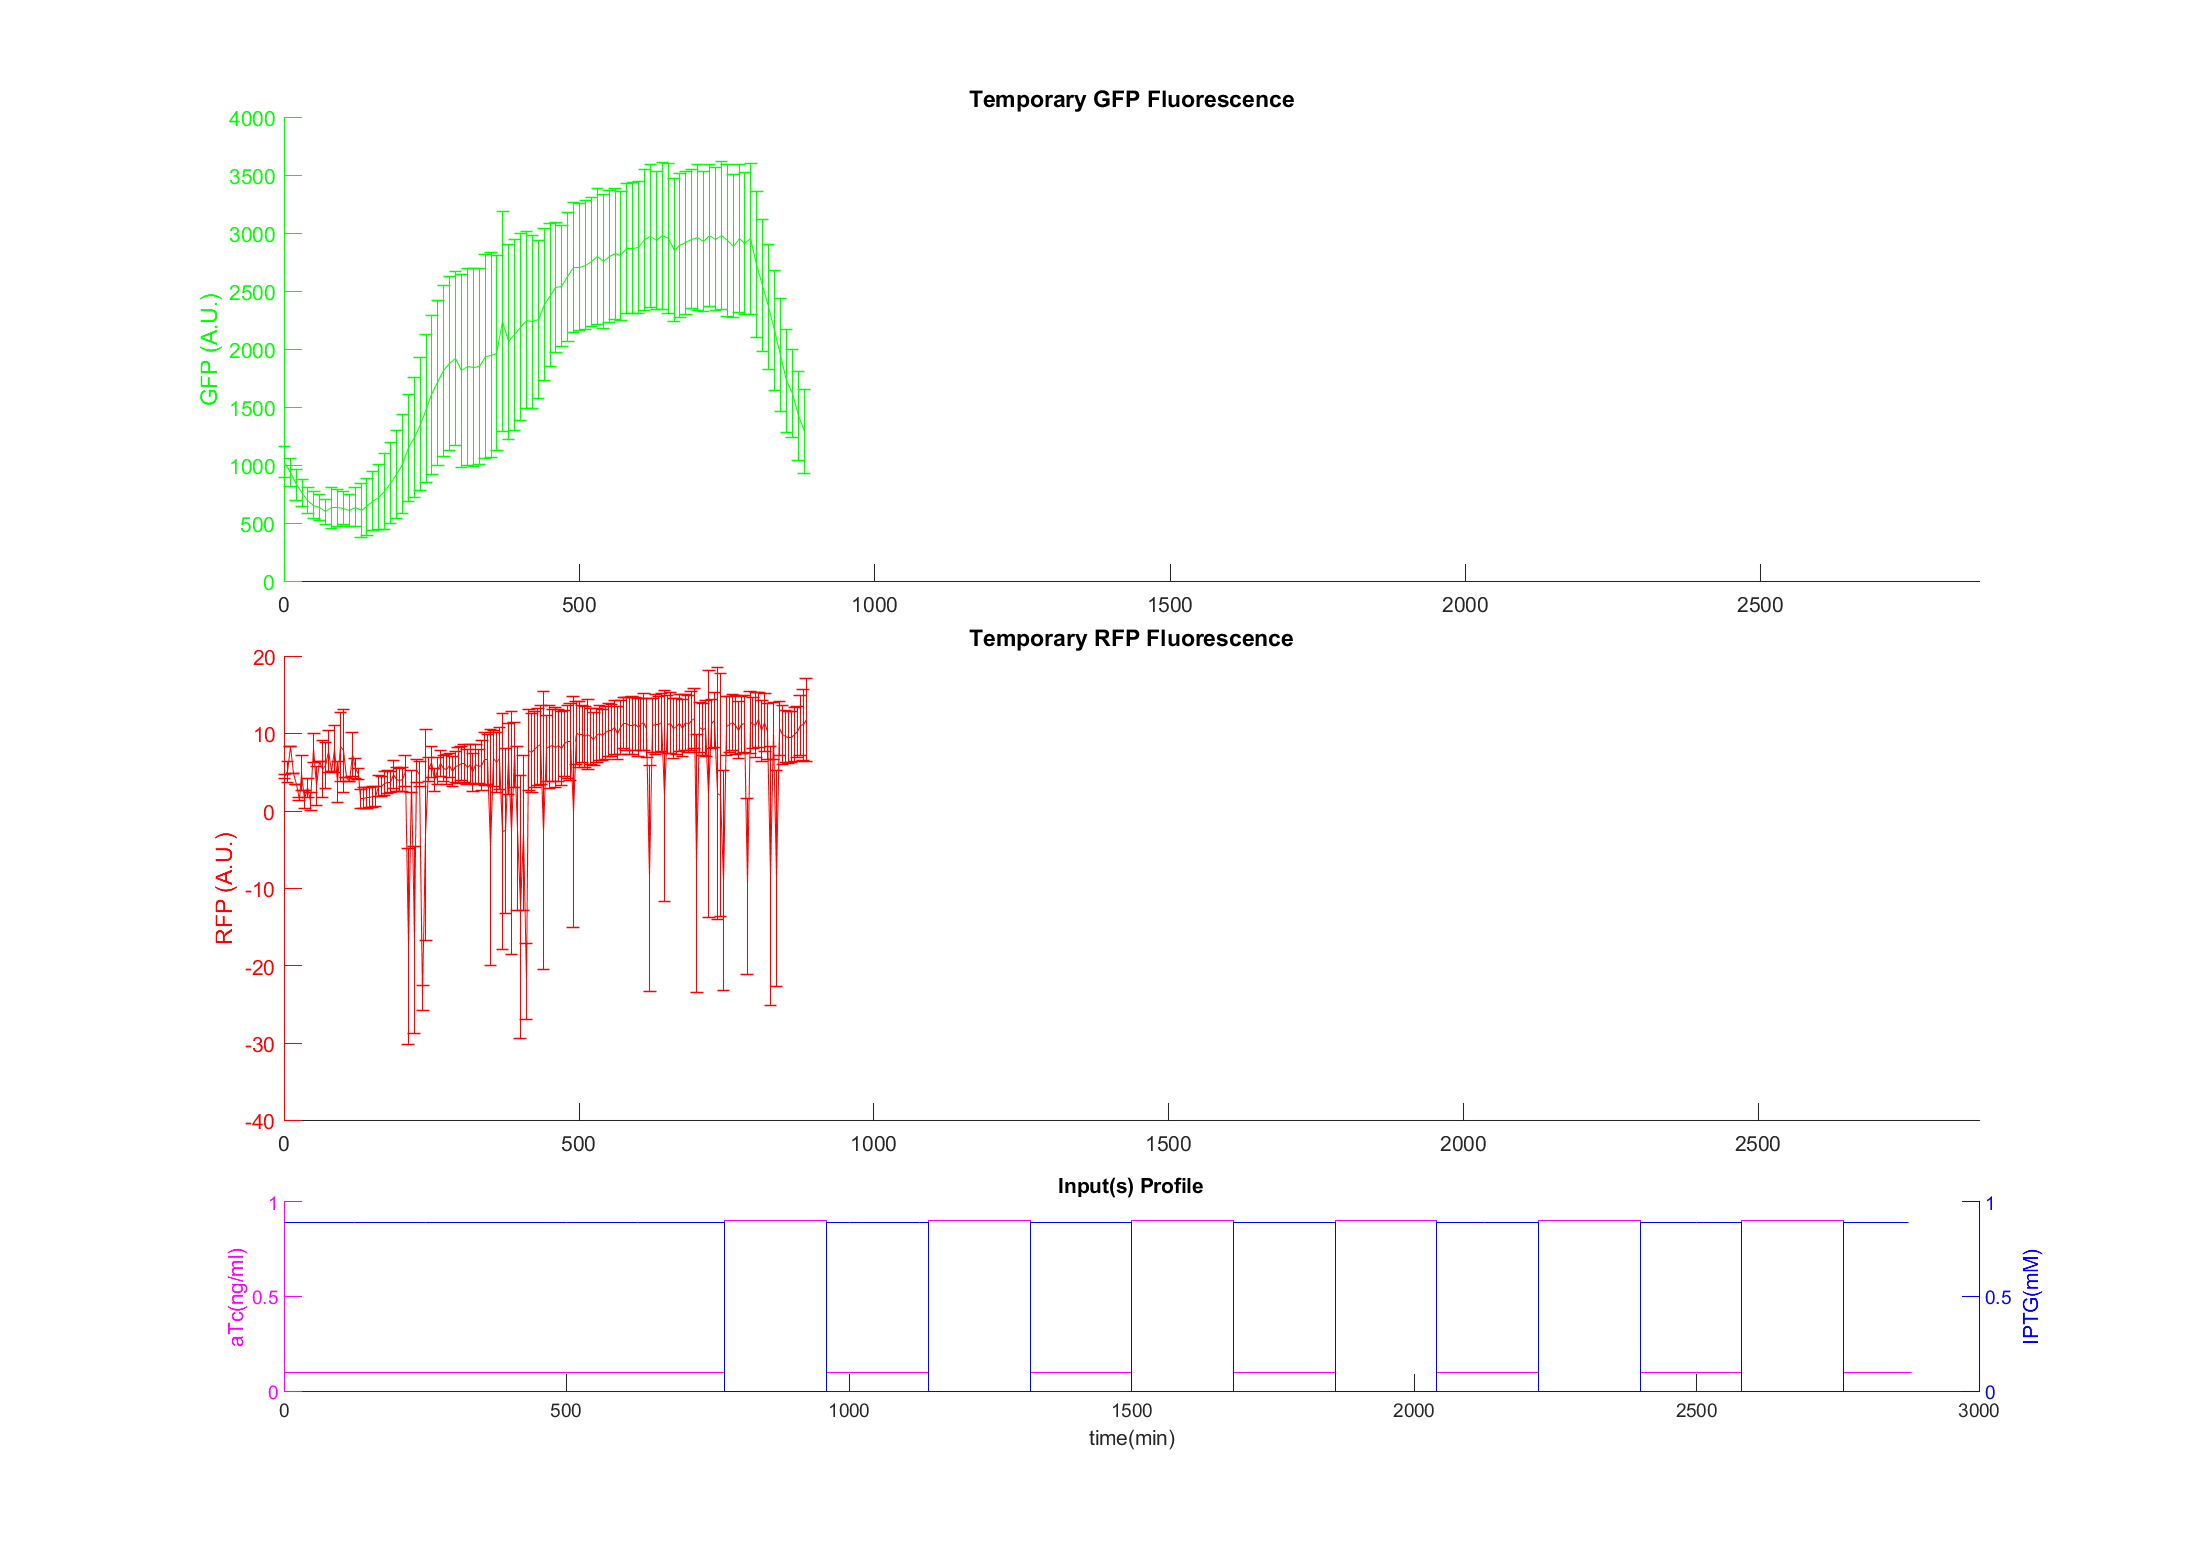 Temporary GFP Fluorescence
4000
3500
3000
2500
2000
1500
1000
500
0
GFP (A.U.)
0 500 1000 1500 2000 2500
Temporary RFP Fluorescence
20
10
0
-10
-20
-30
-40
RFP (A.U.)
0 500 1000 1500 2000 2500
Input(s) Profile
1
0.5
0
aTc(ng/ml)
1
0.5
0
IPTG(mM)
0 500 1000 1500 2000 2500 3000
time(min)